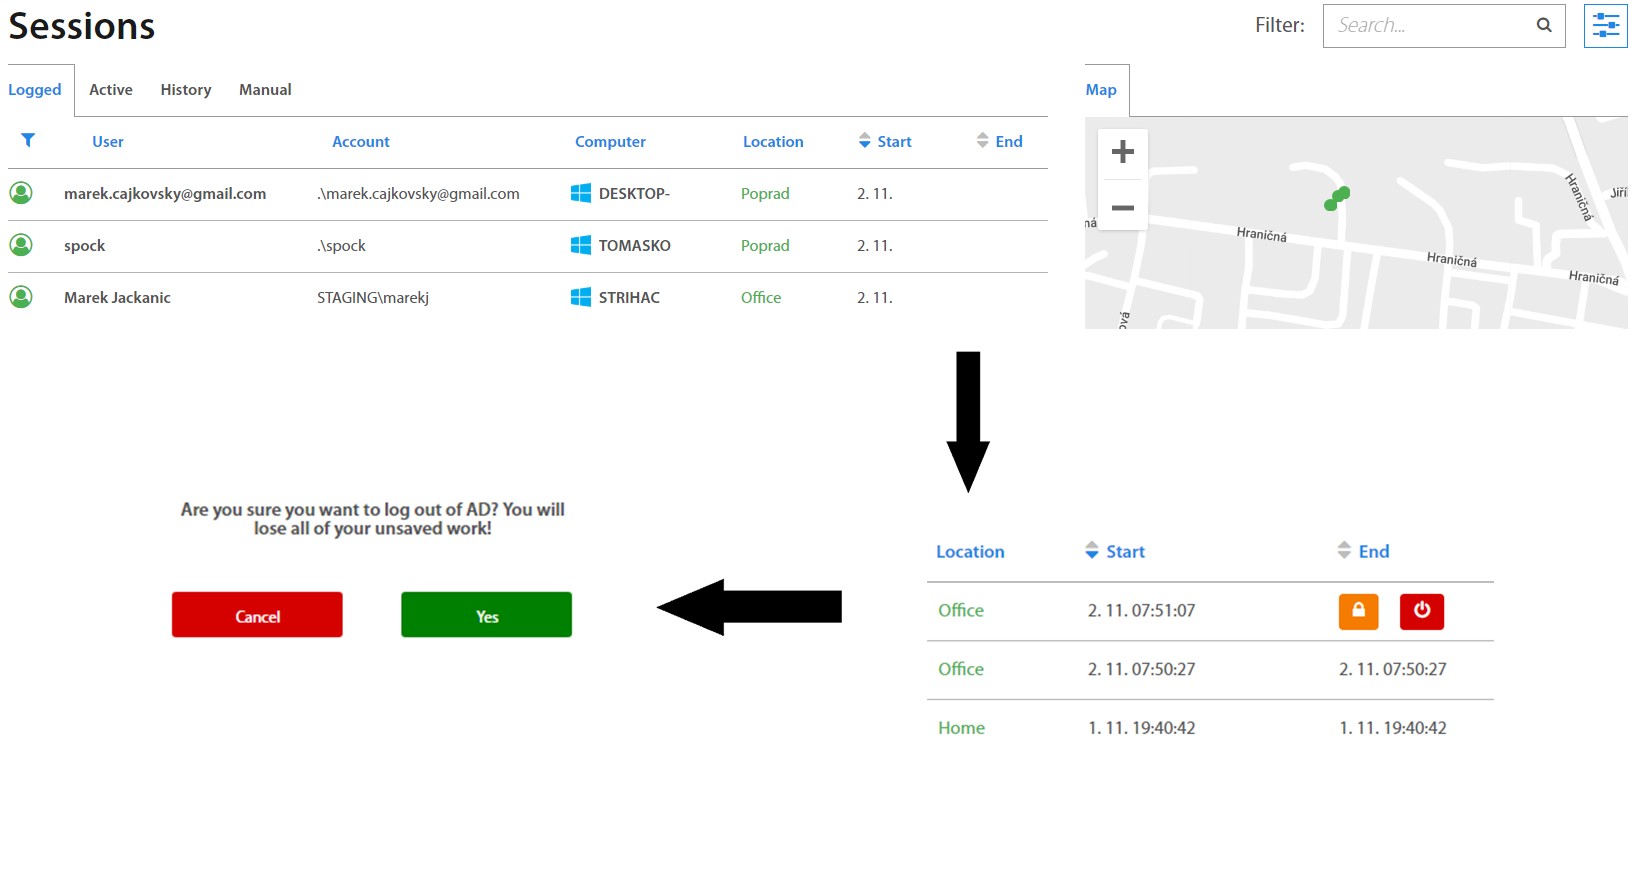 Sessions
Filter: Search...
Logged Active History Manual
Map
User Account Computer Location Start End
marek.cajkovsky@gmail.com .\marek.cajkovsky@gmail.com DESKTOP- Poprad 2. 11.
spock .\spock TOMASKO Poprad 2. 11.
Marek Jackanic STAGING\marekj STRIHAC Office 2. 11.
Hraničná
Jiří
ná
Hraničná
Hraničná
Hraničná
ová
Are you sure you want to log out of AD? You will
lose all of your unsaved work!
Cancel Yes
Location Start End
Office 2. 11. 07:51:07
Office 2. 11. 07:50:27 2. 11. 07:50:27
Home 1. 11. 19:40:42 1. 11. 19:40:42